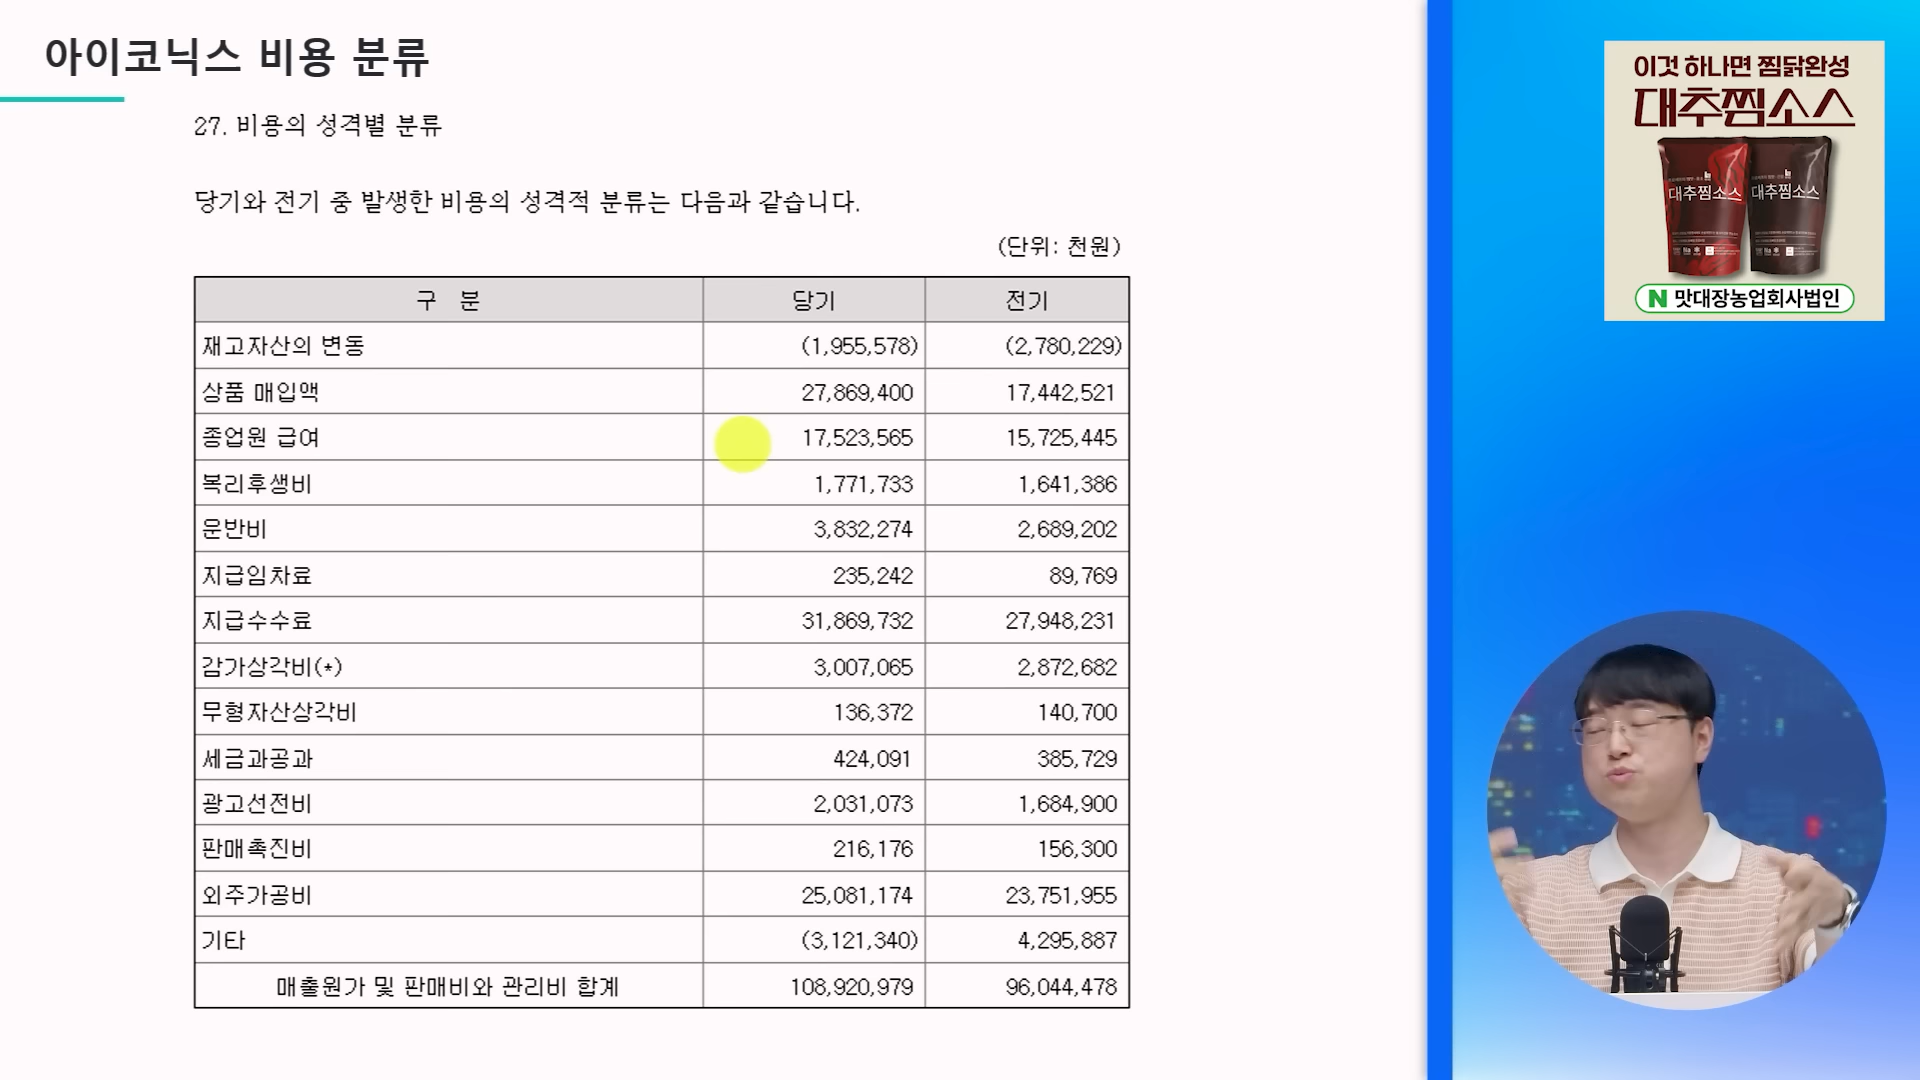 아이코닉스 비용 분류
27. 비용의 성격별 분류
당기와 전기 중 발생한 비용의 성격적 분류는 다음과 같습니다.
(단위: 천원)
구 분 당기 전기
재고자산의 변동 (1,955,578) (2,780,229)
상품 매입액 27,869,400 17,442,521
종업원 급여 17,523,565 15,725,445
복리후생비 1,771,733 1,641,386
운반비 3,832,274 2,689,202
지급임차료 235,242 89,769
지급수수료 31,869,732 27,948,231
감가상각비(*) 3,007,065 2,872,682
무형자산상각비 136,372 140,700
세금과공과 424,091 385,729
광고선전비 2,031,073 1,684,900
판매촉진비 216,176 156,300
외주가공비 25,081,174 23,751,955
기타 (3,121,340) 4,295,887
매출원가 및 판매비와 관리비 합계 108,920,979 96,044,478
이것 하나면 찜닭완성
대추찜소스
대추찜소스 대추찜소스
N 맛대장농업회사법인